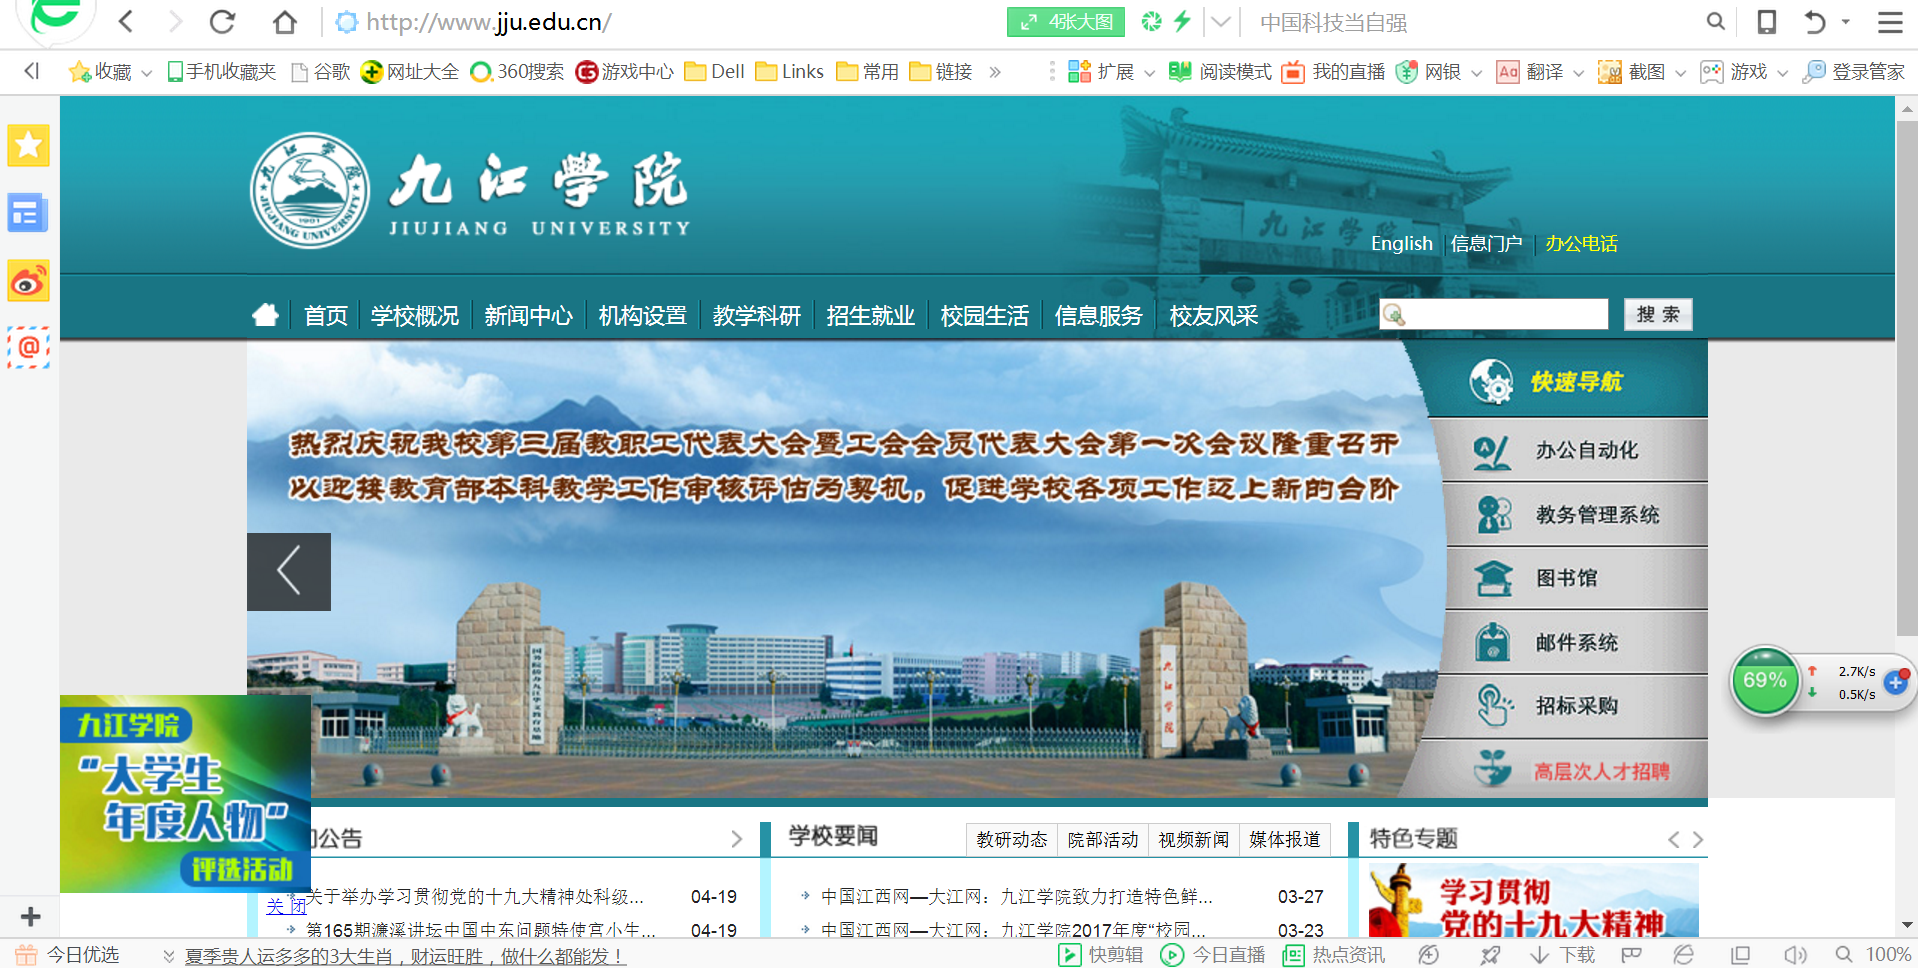 http://www.jju.edu.cn/
4张大图
中国科技当自强
收藏
手机收藏夹
谷歌
网址大全
360搜索
游戏中心
Dell
Links
常用
链接
»
扩展
阅读模式
我的直播
网银
Aa 翻译
截图
游戏
登录管家
九江学院
JIUJIANG UNIVERSITY
九江学院
JIUJIANG UNIVERSITY
1901
九江学院
English
信息门户
办公电话
首页
学校概况
新闻中心
机构设置
教学科研
招生就业
校园生活
信息服务
校友风采
搜 索
热烈庆祝我校第三届教职工代表大会暨工会会员代表大会第一次会议隆重召开
以迎接教育部本科教学工作审核评估为契机，促进学校各项工作迈上新的台阶
九江学院
快速导航
办公自动化
教务管理系统
图书馆
邮件系统
招标采购
高层次人才招聘
69%
2.7K/s
0.5K/s
九江学院
“大学生
年度人物”
评选活动
关 闭
公告
关于举办学习贯彻党的十九大精神处科级...
04-19
第165期濂溪讲坛中国中东问题特使宫小生...
04-19
学校要闻
教研动态
院部活动
视频新闻
媒体报道
中国江西网—大江网：九江学院致力打造特色鲜...
03-27
中国江西网—大江网：九江学院2017年度“校园...
03-23
特色专题
学习贯彻
党的十九大精神
今日优选
夏季贵人运多多的3大生肖，财运旺胜，做什么都能发！
快剪辑
今日直播
热点资讯
下载
100%